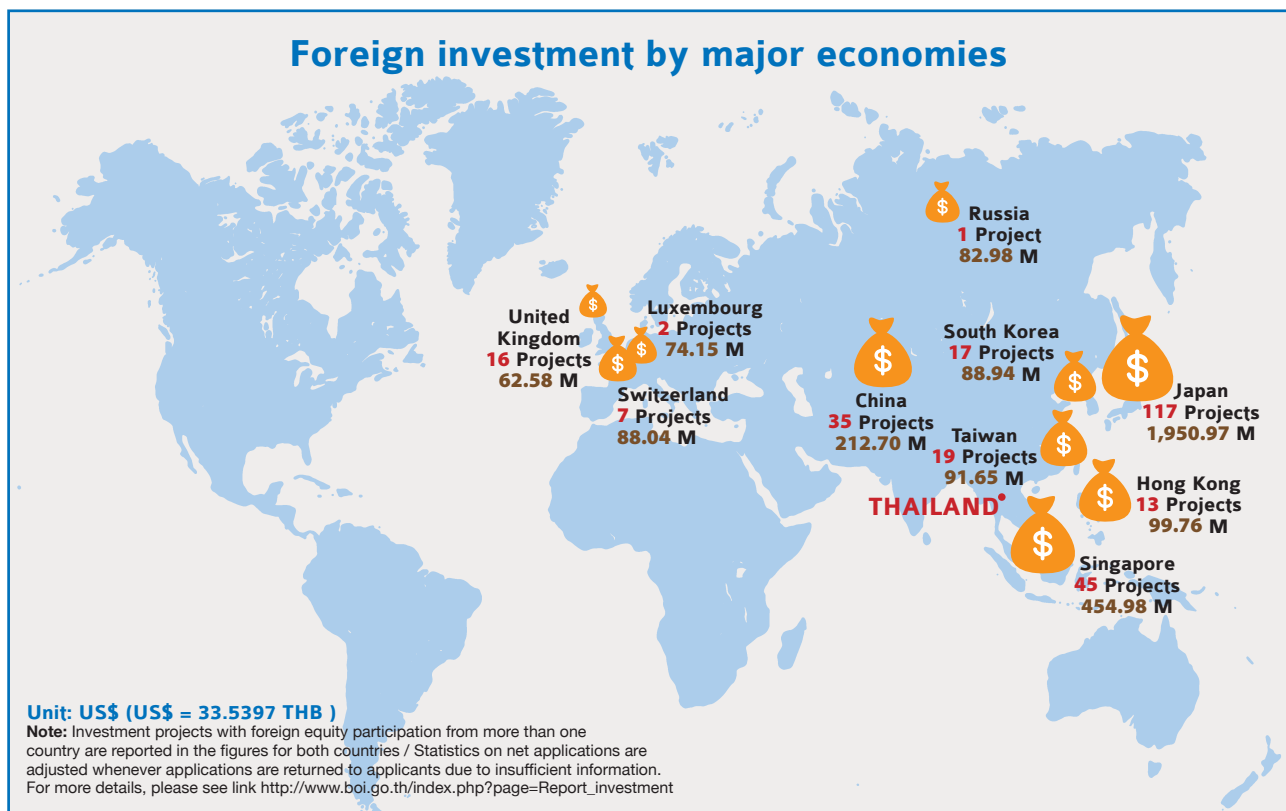 Foreign investment by major economies
$
Russia
1 Project
82.98 M
$
United
Kingdom
16 Projects
62.58 M
$
Luxembourg
2 Projects
74.15 M
$
Switzerland
7 Projects
88.04 M
$
China
35 Projects
212.70 M
South Korea
17 Projects
88.94 M
$
$
Japan
117 Projects
1,950.97 M
Taiwan
19 Projects
91.65 M
$
THAILAND
$
Hong Kong
13 Projects
99.76 M
$
Singapore
45 Projects
454.98 M
Unit: US$ (US$ = 33.5397 THB )
Note: Investment projects with foreign equity participation from more than one
country are reported in the figures for both countries / Statistics on net applications are
adjusted whenever applications are returned to applicants due to insufficient information.
For more details, please see link http://www.boi.go.th/index.php?page=Report_investment